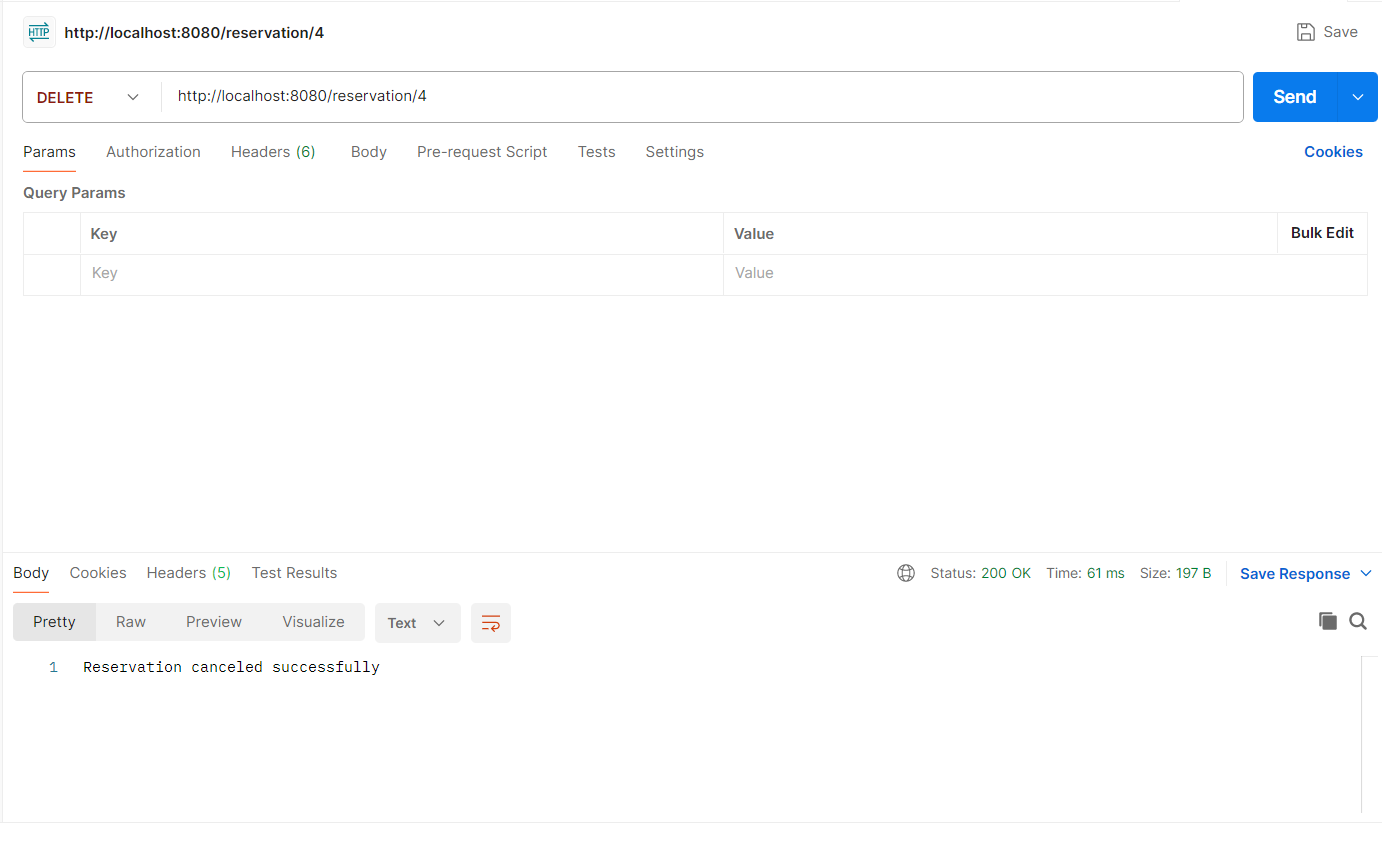 HTTP http://localhost:8080/reservation/4 Save
DELETE http://localhost:8080/reservation/4 Send
Params Authorization Headers (6) Body Pre-request Script Tests Settings Cookies
Query Params
Key Value Bulk Edit
Key Value
Body Cookies Headers (5) Test Results Status: 200 OK Time: 61 ms Size: 197 B Save Response
Pretty Raw Preview Visualize Text
1 Reservation canceled successfully